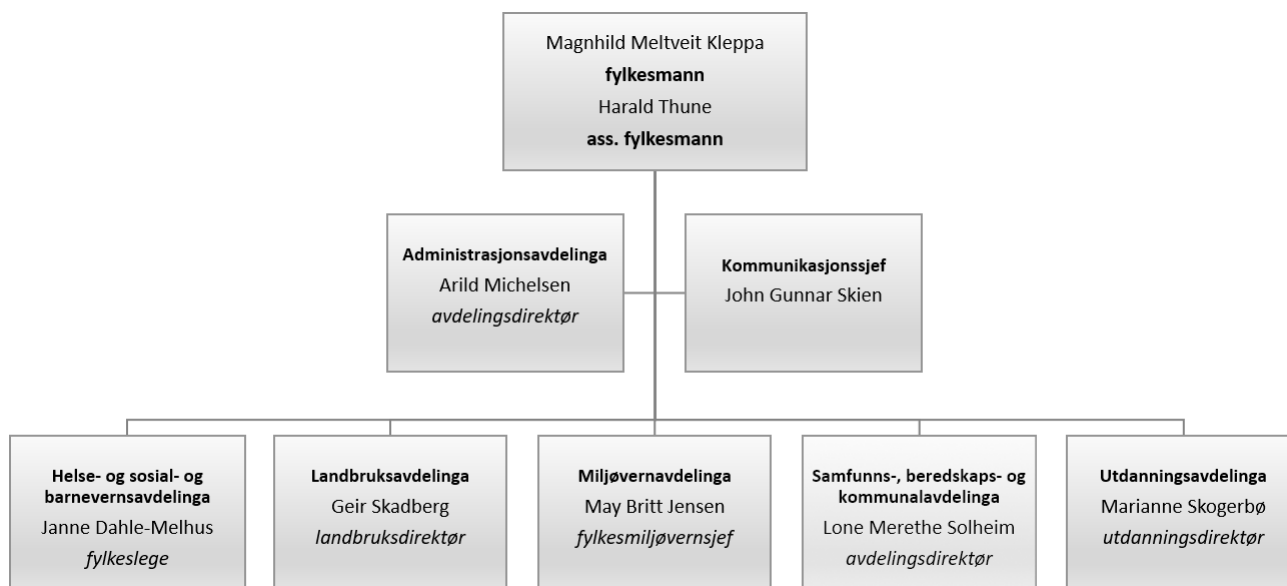 Magnhild Meltveit Kleppa
fylkesmann
Harald Thune
ass. fylkesmann
Administrasjonsavdelinga
Arild Michelsen
avdelingsdirektør
Kommunikasjonssjef
John Gunnar Skien
Helse- og sosial- og
barnevernsavdelinga
Janne Dahle-Melhus
fylkeslege
Landbruksavdelinga
Geir Skadberg
landbruksdirektør
Miljøvernavdelinga
May Britt Jensen
fylkesmiljøvernsjef
Samfunns-, beredskaps- og
kommunalavdelinga
Lone Merethe Solheim
avdelingsdirektør
Utdanningsavdelinga
Marianne Skogerbø
utdanningsdirektør